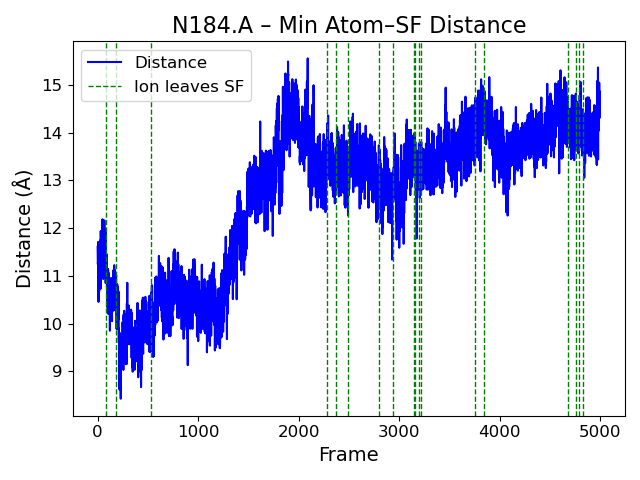 N184.A – Min Atom–SF Distance
Distance
Ion leaves SF
Distance (Å)
15
14
13
12
11
10
9
0 1000 2000 3000 4000 5000
Frame